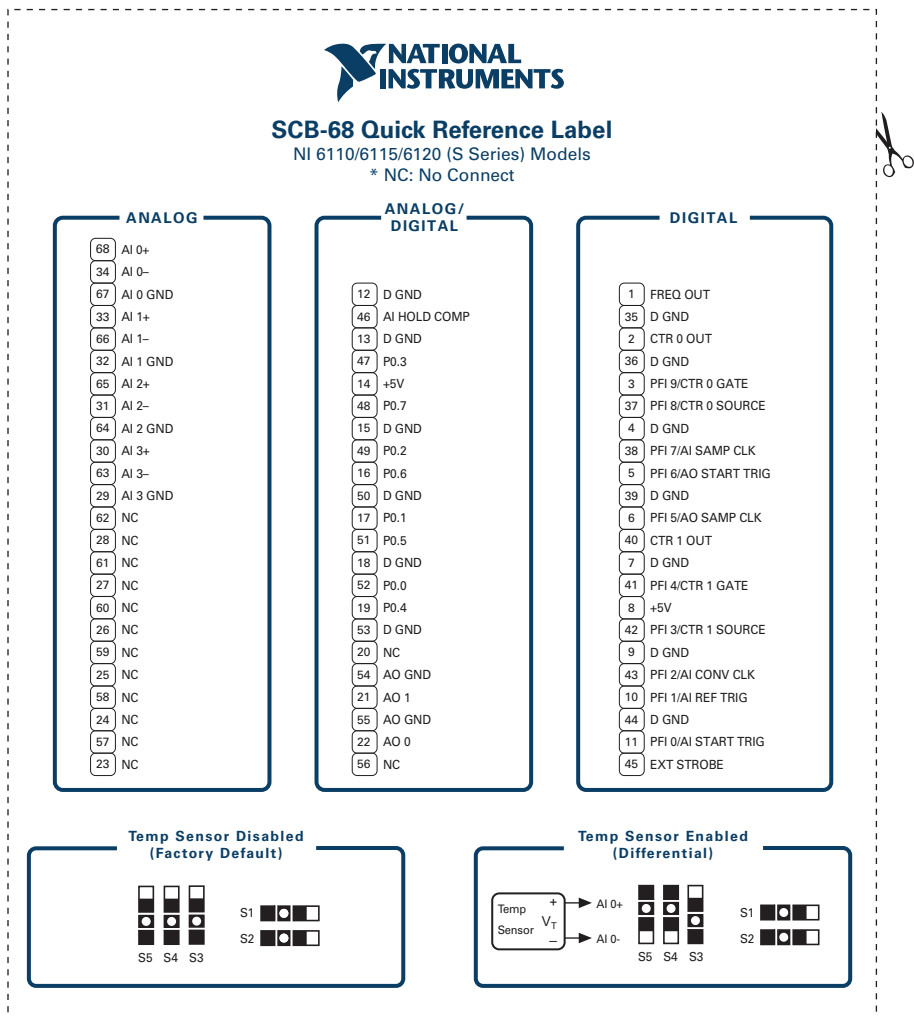 NATIONAL
INSTRUMENTS
SCB-68 Quick Reference Label
NI 6110/6115/6120 (S Series) Models
* NC: No Connect
ANALOG
68 AI 0+
34 AI 0–
67 AI 0 GND
33 AI 1+
66 AI 1–
32 AI 1 GND
65 AI 2+
31 AI 2–
64 AI 2 GND
30 AI 3+
63 AI 3–
29 AI 3 GND
62 NC
28 NC
61 NC
27 NC
60 NC
26 NC
59 NC
25 NC
58 NC
24 NC
57 NC
23 NC
ANALOG/
DIGITAL
12 D GND
46 AI HOLD COMP
13 D GND
47 P0.3
14 +5V
48 P0.7
15 D GND
49 P0.2
16 P0.6
50 D GND
17 P0.1
51 P0.5
18 D GND
52 P0.0
19 P0.4
53 D GND
20 NC
54 AO GND
21 AO 1
55 AO GND
22 AO 0
56 NC
DIGITAL
1 FREQ OUT
35 D GND
2 CTR 0 OUT
36 D GND
3 PFI 9/CTR 0 GATE
37 PFI 8/CTR 0 SOURCE
4 D GND
38 PFI 7/AI SAMP CLK
5 PFI 6/AO START TRIG
39 D GND
6 PFI 5/AO SAMP CLK
40 CTR 1 OUT
7 D GND
41 PFI 4/CTR 1 GATE
8 +5V
42 PFI 3/CTR 1 SOURCE
9 D GND
43 PFI 2/AI CONV CLK
10 PFI 1/AI REF TRIG
44 D GND
11 PFI 0/AI START TRIG
45 EXT STROBE
Temp Sensor Disabled
(Factory Default)
S1
S2
S5 S4 S3
Temp Sensor Enabled
(Differential)
Temp
Sensor
+
VT
–
AI 0+
AI 0-
S1
S2
S5 S4 S3